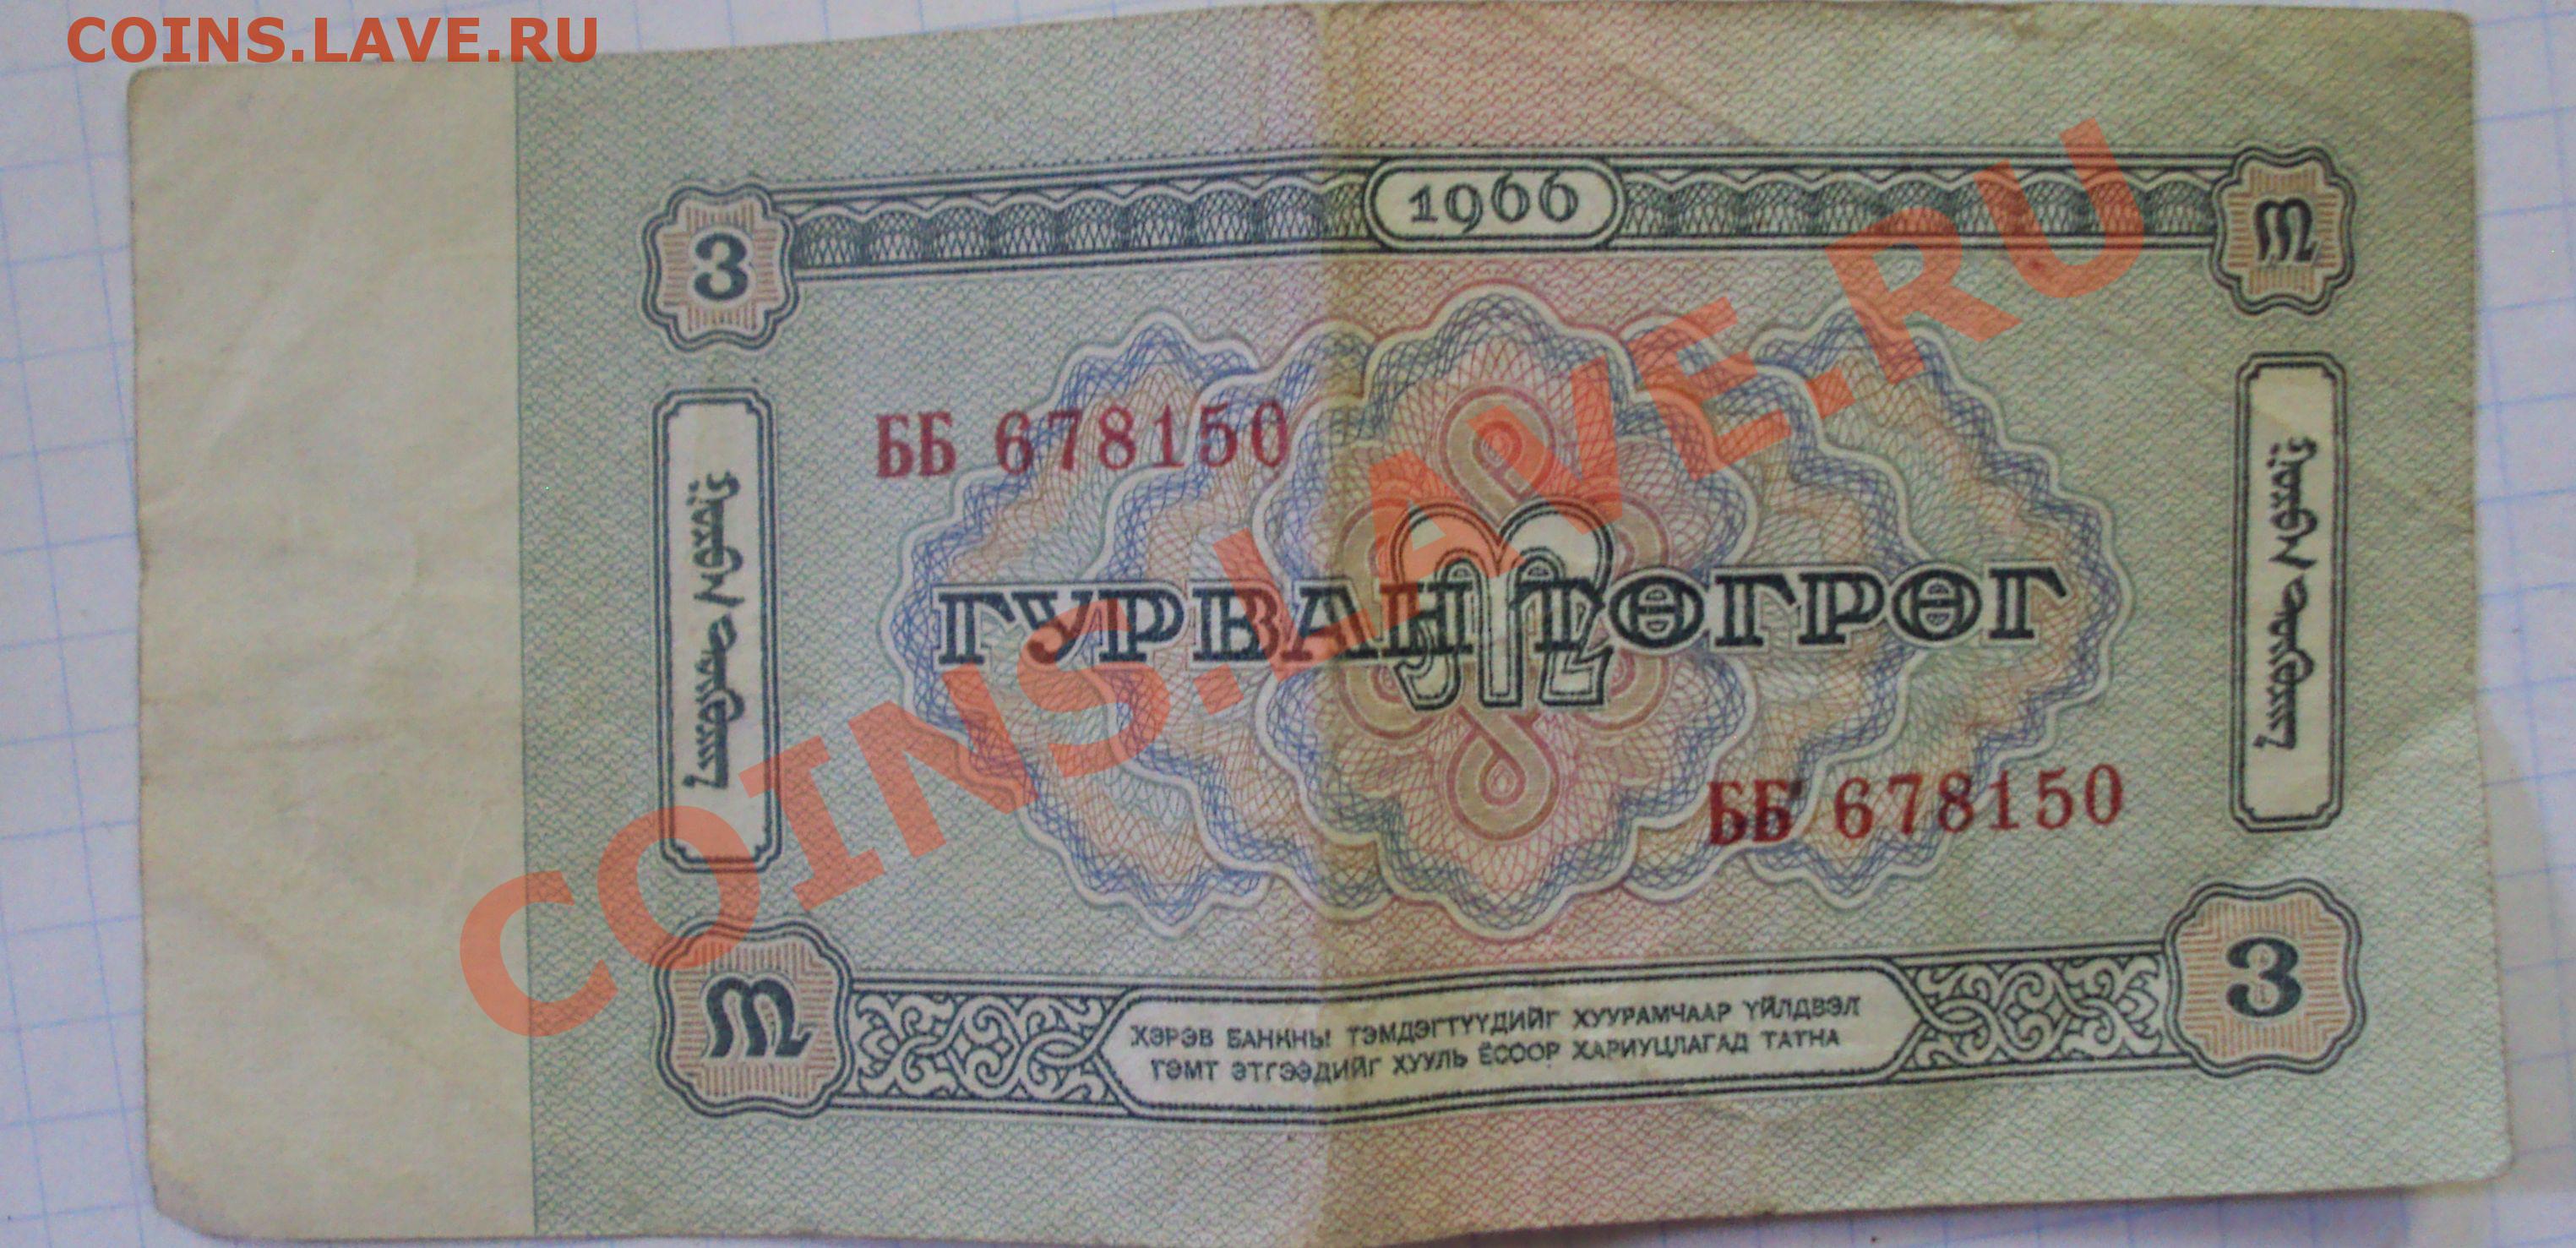 COINS.LAVE.RU
1966
3
ББ 678150
ГУРВАН ТӨГРӨГ
ББ 678150
3
ХЭРЭВ БАНКНЫ ТЭМДЭГТҮҮДИЙГ ХУУРАМЧААР ҮЙЛДВЭЛ
ГЭМТ ЭТГЭЭДИЙГ ХУУЛЬ ЁСООР ХАРИУЦЛАГАД ТАТНА
COINS.LAVE.RU